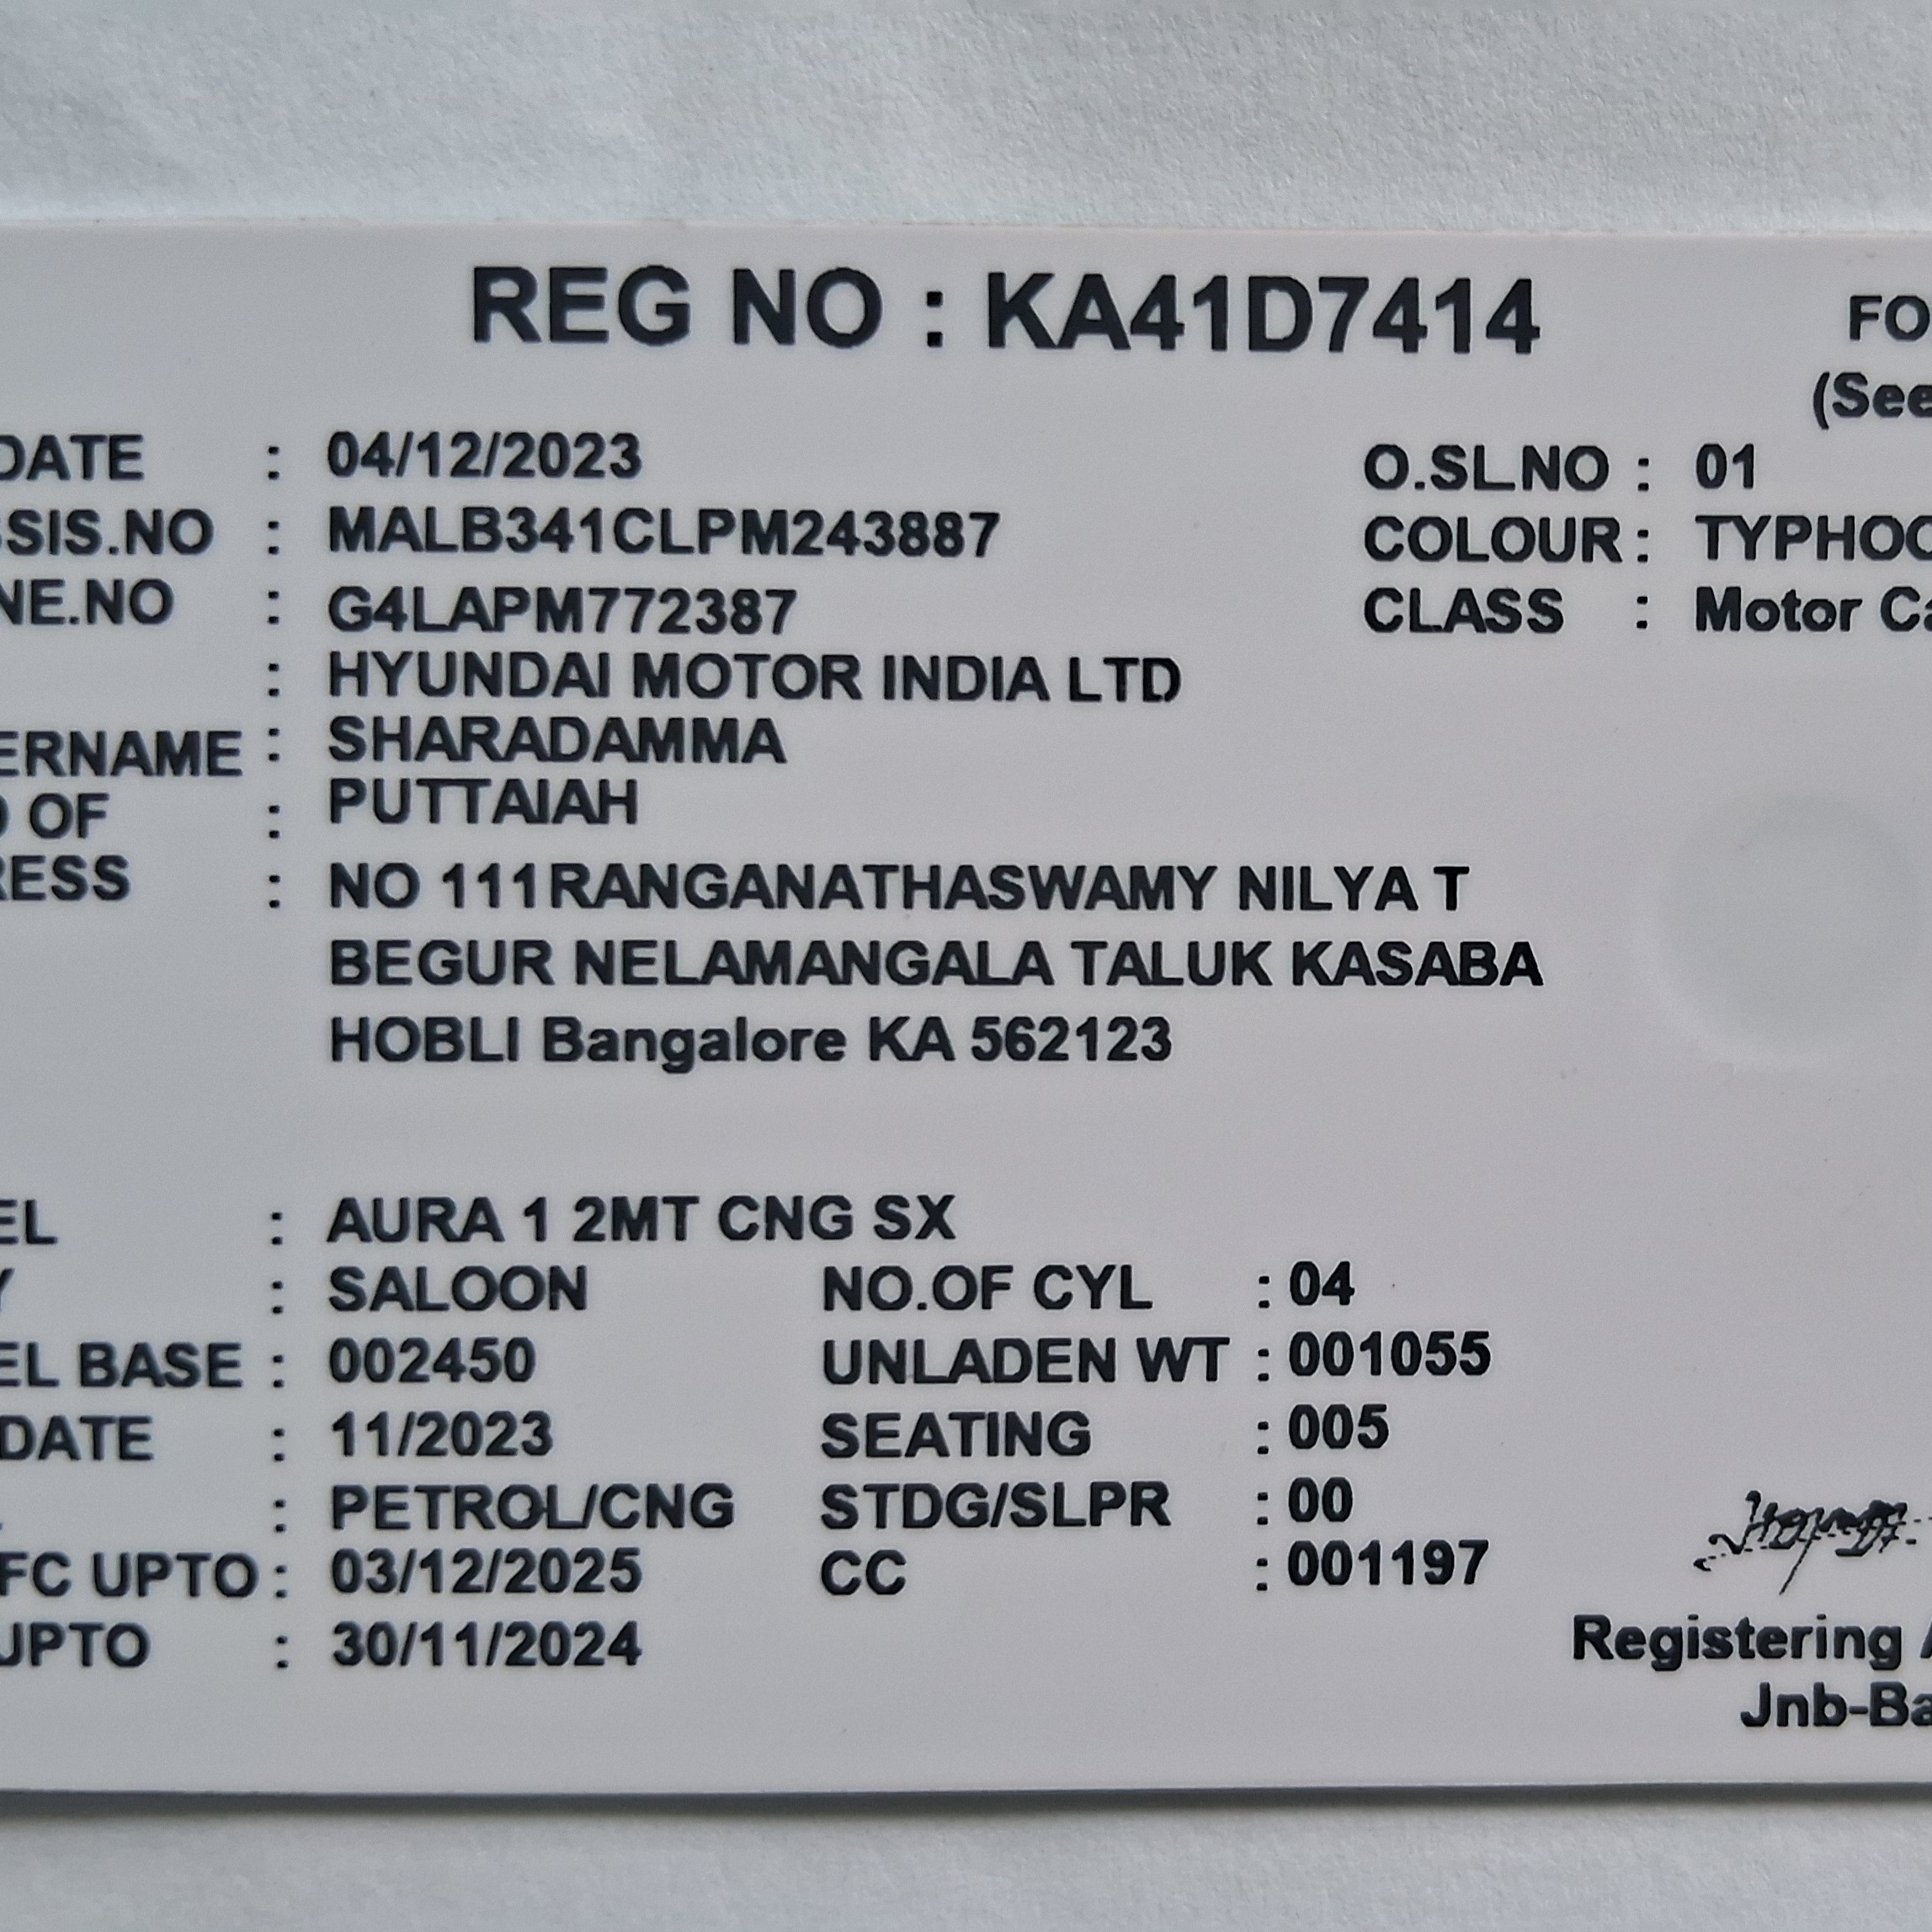 REG NO : KA41D7414
FO
(See
DATE : 04/12/2023 O.SL.NO : 01
SSIS.NO : MALB341CLPM243887 COLOUR : TYPHOO
NE.NO : G4LAPM772387 CLASS : Motor Ca
: HYUNDAI MOTOR INDIA LTD
ERNAME : SHARADAMMA
OF : PUTTAIAH
RESS : NO 111RANGANATHASWAMY NILYA T
BEGUR NELAMANGALA TALUK KASABA
HOBLI Bangalore KA 562123
EL : AURA 1 2MT CNG SX
Y : SALOON NO.OF CYL : 04
EL BASE : 002450 UNLADEN WT : 001055
DATE : 11/2023 SEATING : 005
: PETROL/CNG STDG/SLPR : 00
FC UPTO : 03/12/2025 CC : 001197
UPTO : 30/11/2024
Registering A
Jnb-Ba